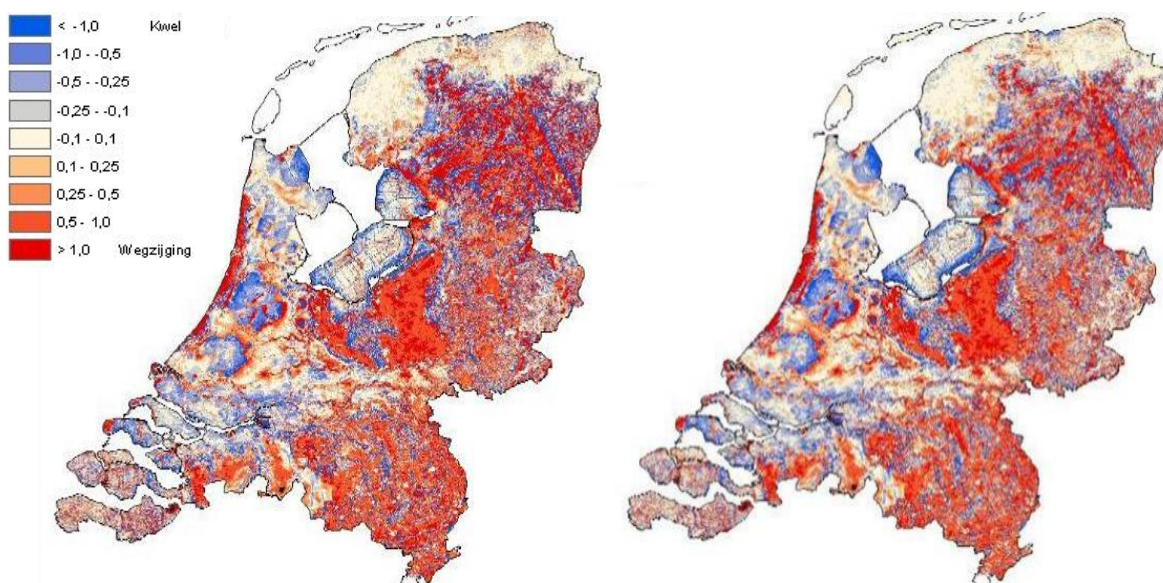 < -1,0 Kwel
-1,0 - -0,5
-0,5 - -0,25
-0,25 - -0,1
-0,1 - 0,1
0,1 - 0,25
0,25 - 0,5
0,5 - 1,0
> 1,0 Wegzijging